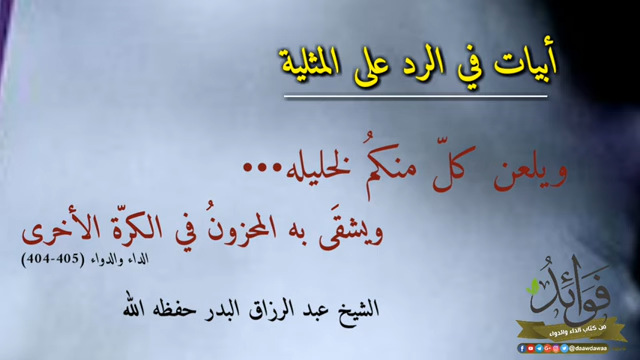 أبيات في الرد على المثلية
ويلعن كلّ منكمُ لخليله•••
ويشقَى به المحزونُ في الكرّة الأخرى
الداء والدواء (405-404)
الشيخ عبد الرزاق البدر حفظه الله
فَوَائِدُ
من كتاب الداء والدواء
@daawdawaa